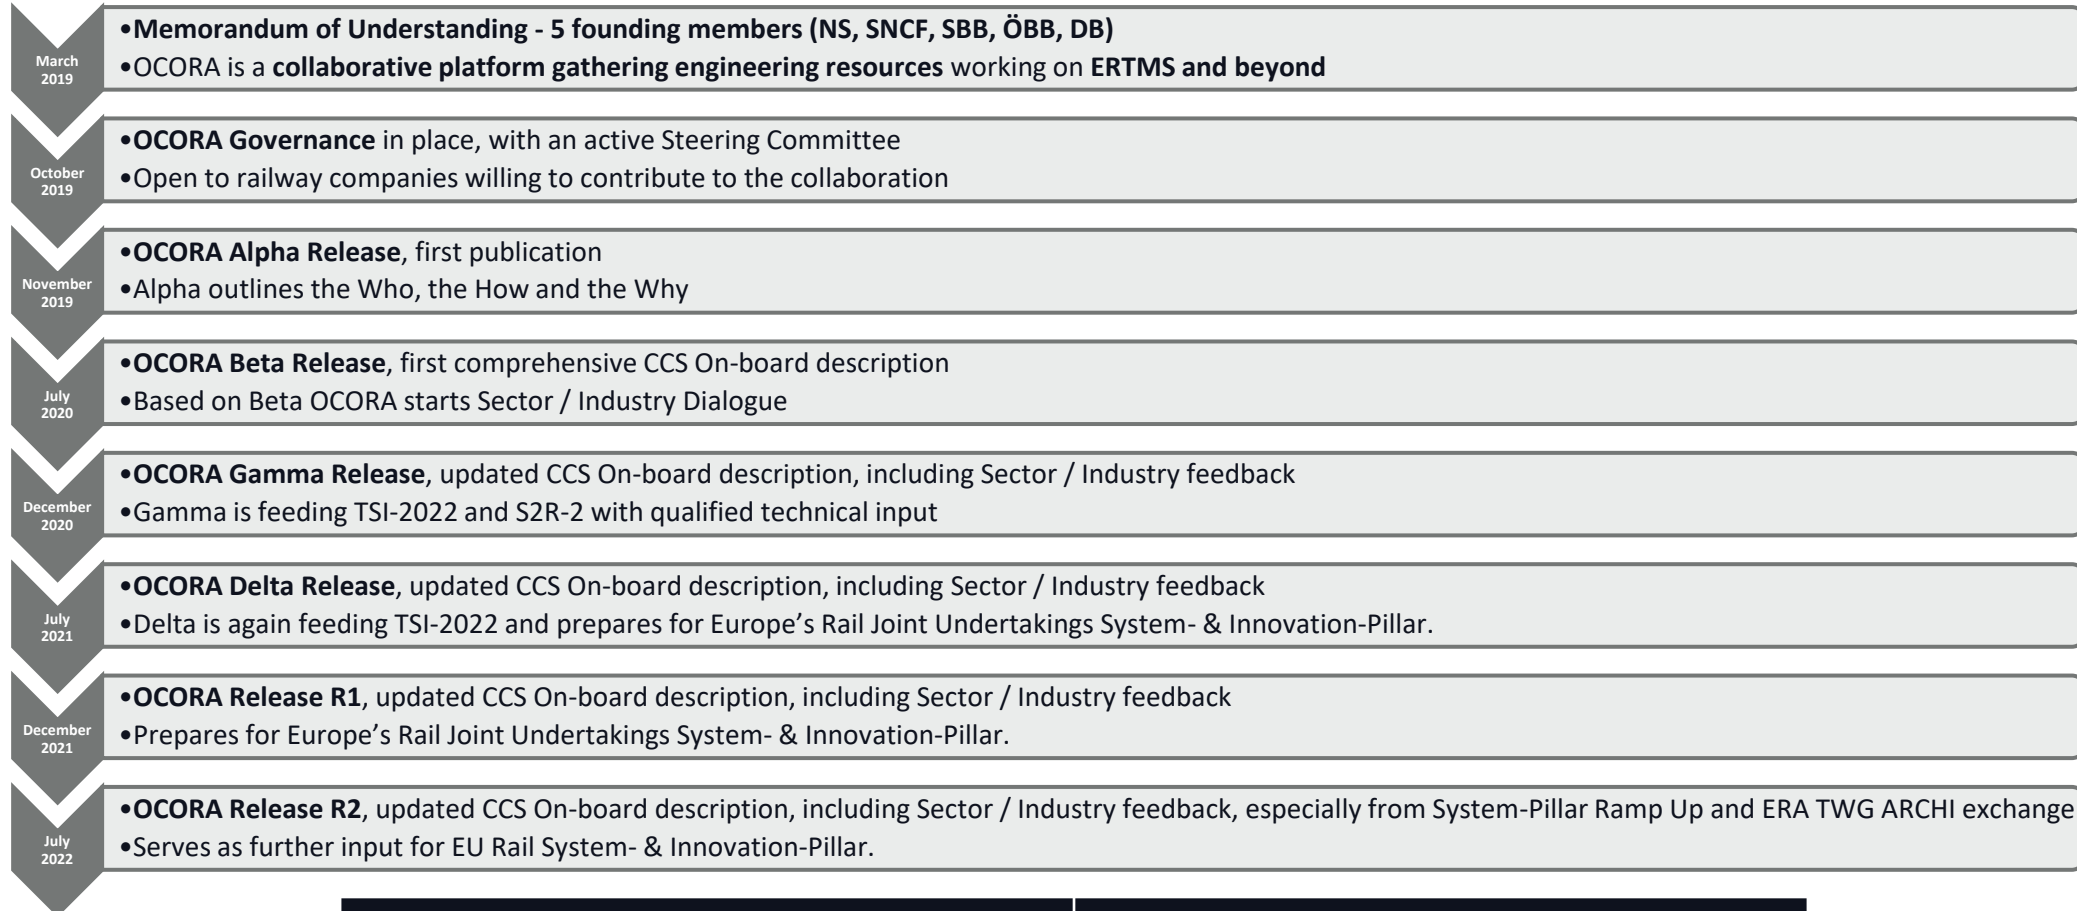 March
2019
•Memorandum of Understanding - 5 founding members (NS, SNCF, SBB, ÖBB, DB)
•OCORA is a collaborative platform gathering engineering resources working on ERTMS and beyond
October
2019
•OCORA Governance in place, with an active Steering Committee
•Open to railway companies willing to contribute to the collaboration
November
2019
•OCORA Alpha Release, first publication
•Alpha outlines the Who, the How and the Why
July
2020
•OCORA Beta Release, first comprehensive CCS On-board description
•Based on Beta OCORA starts Sector / Industry Dialogue
December
2020
•OCORA Gamma Release, updated CCS On-board description, including Sector / Industry feedback
•Gamma is feeding TSI-2022 and S2R-2 with qualified technical input
July
2021
•OCORA Delta Release, updated CCS On-board description, including Sector / Industry feedback
•Delta is again feeding TSI-2022 and prepares for Europe’s Rail Joint Undertakings System- & Innovation-Pillar.
December
2021
•OCORA Release R1, updated CCS On-board description, including Sector / Industry feedback
•Prepares for Europe’s Rail Joint Undertakings System- & Innovation-Pillar.
July
2022
•OCORA Release R2, updated CCS On-board description, including Sector / Industry feedback, especially from System-Pillar Ramp Up and ERA TWG ARCHI exchange
•Serves as further input for EU Rail System- & Innovation-Pillar.